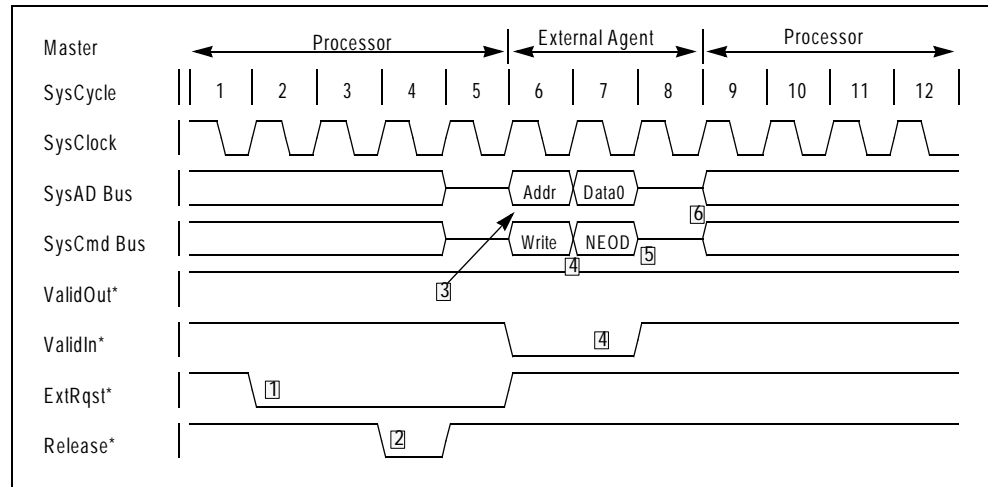 Master Processor External Agent Processor
SysCycle 1 2 3 4 5 6 7 8 9 10 11 12
SysClock
SysAD Bus Addr Data0
6
SysCmd Bus Write NEOD
4 5
ValidOut* 3
ValidIn* 4
ExtRqst* 1
Release* 2